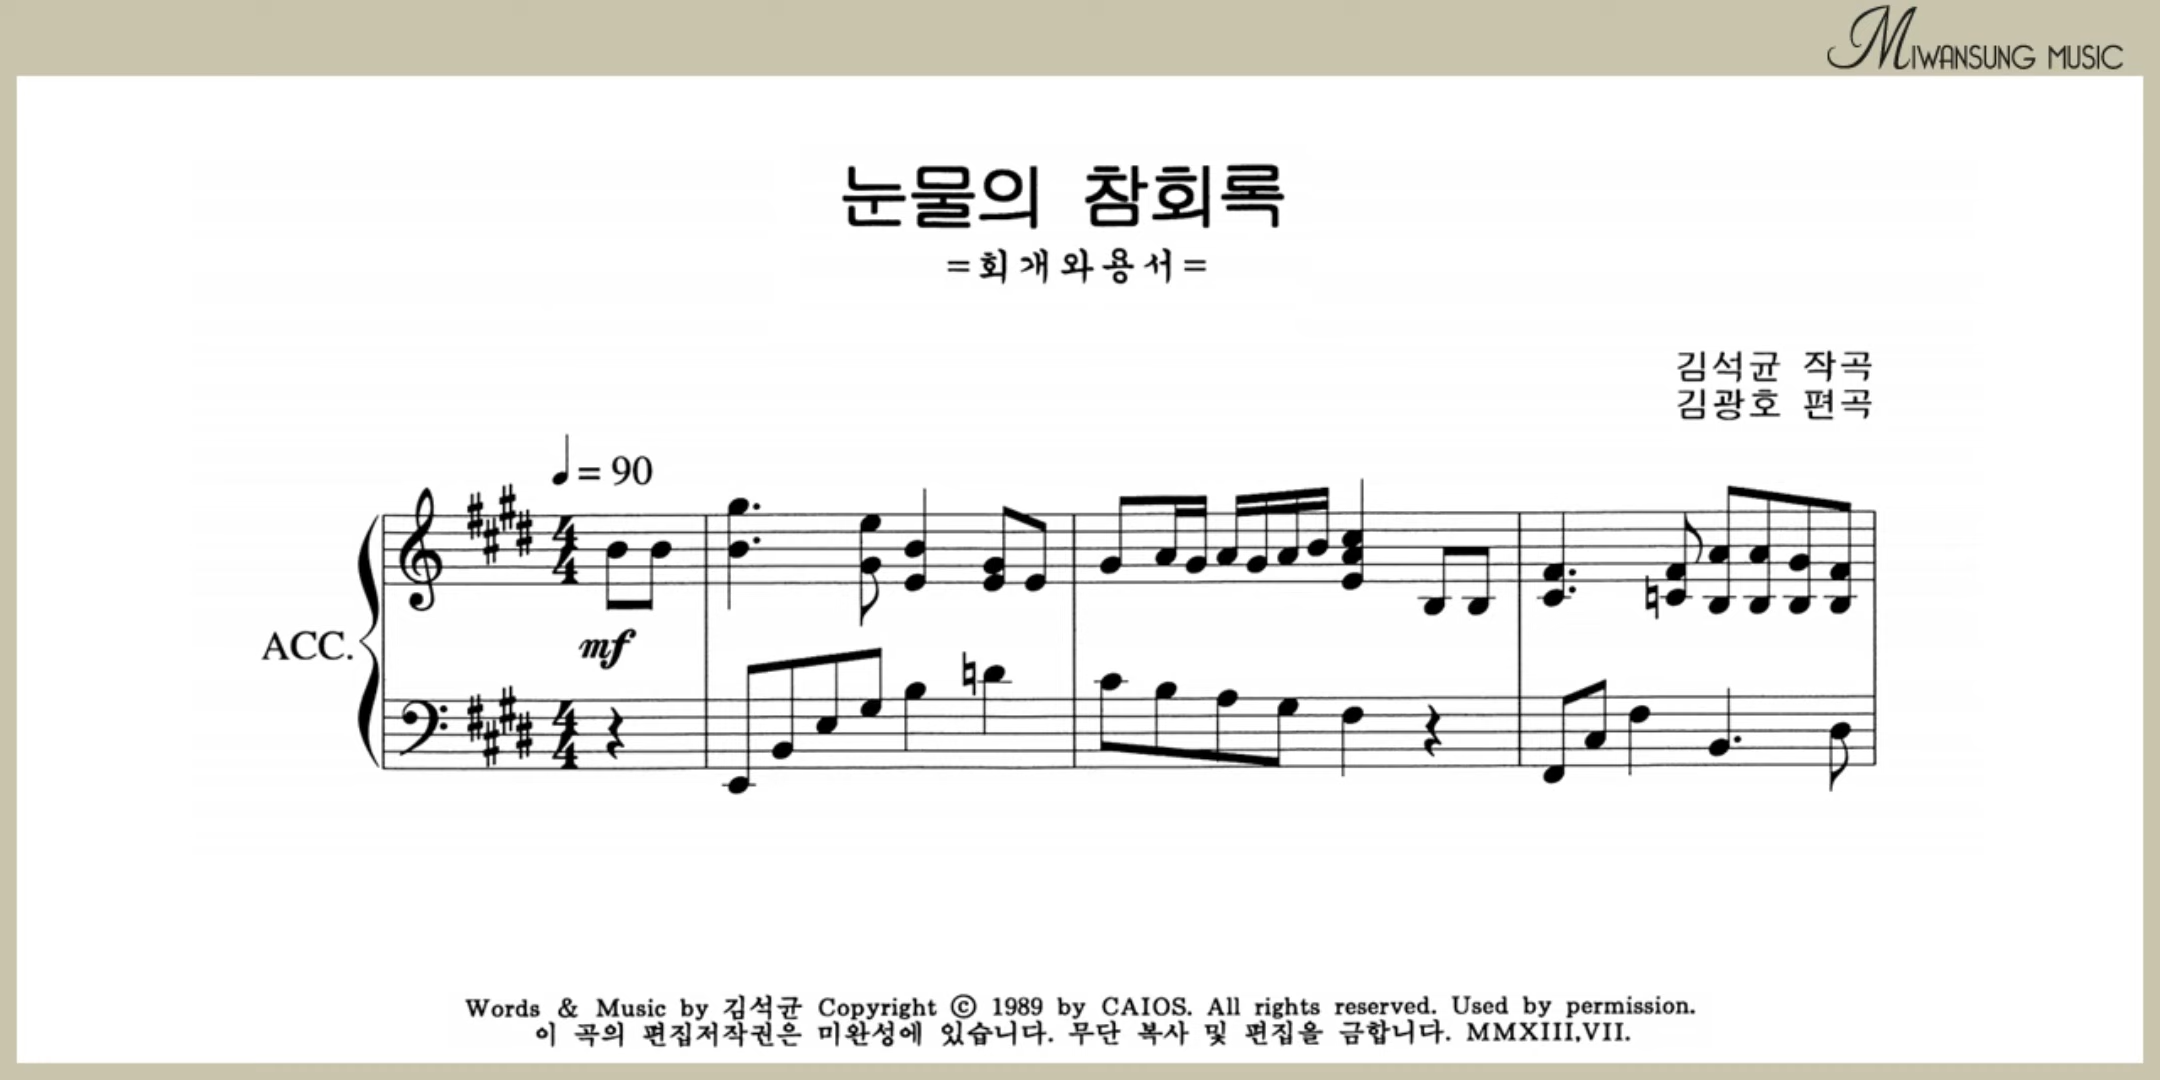 MIWANSUNG MUSIC
눈물의 참회록
=회개와용서=
김석균 작곡
김광호 편곡
♩= 90
ACC.
mf
Words & Music by 김석균 Copyright ⓒ 1989 by CAIOS. All rights reserved. Used by permission.
이 곡의 편집저작권은 미완성에 있습니다. 무단 복사 및 편집을 금합니다. MMXIII,VII.